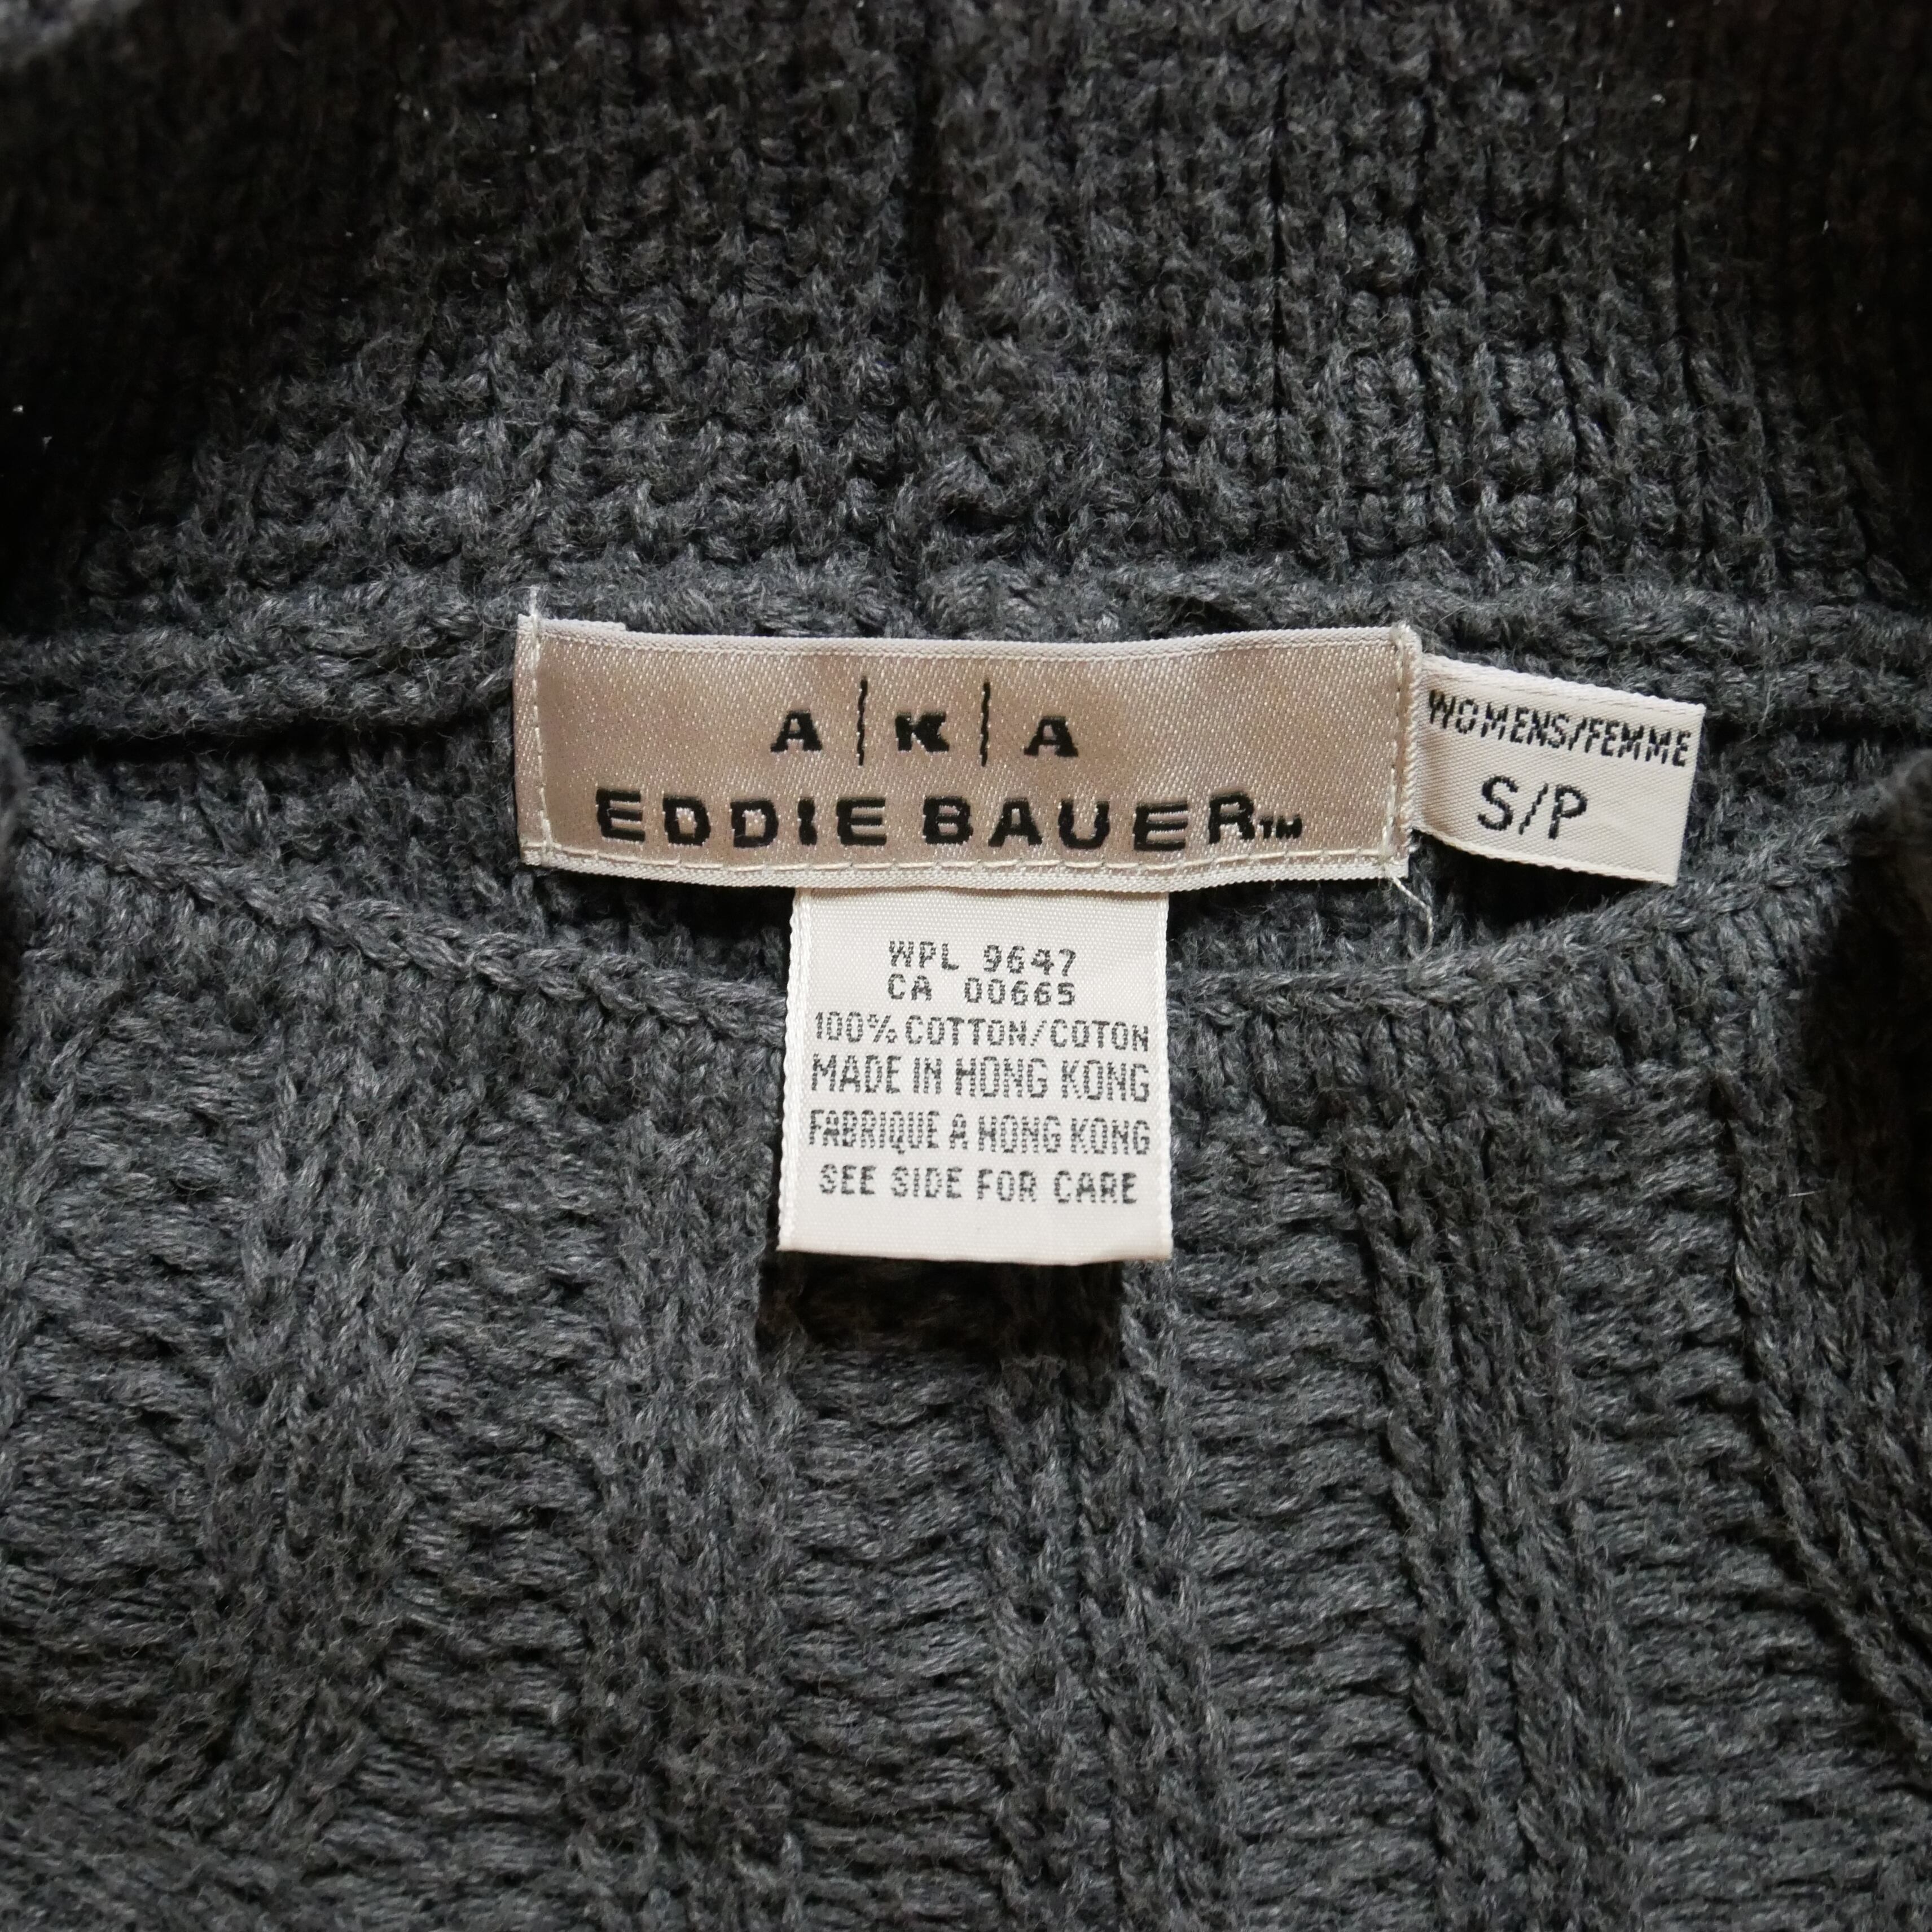 A|K|A
EDDIE BAUER™
WOMENS/FEMME
S/P
WPL 9647
CA 00665
100% COTTON/COTON
MADE IN HONG KONG
FABRIQUE A HONG KONG
SEE SIDE FOR CARE